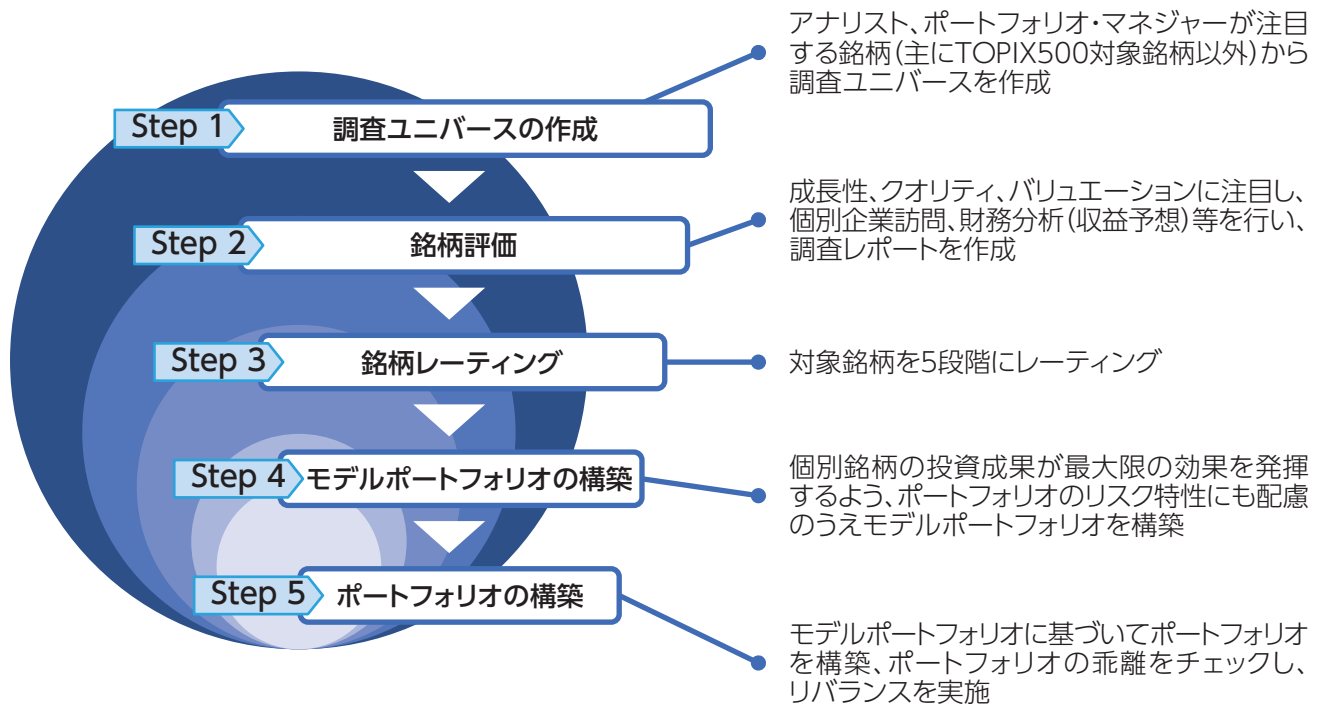 アナリスト、ポートフォリオ・マネジャーが注目
する銘柄(主にTOPIX500対象銘柄以外)から
調査ユニバースを作成
Step 1
調査ユニバースの作成
成長性、クオリティ、バリュエーションに注目し、
個別企業訪問、財務分析(収益予想)等を行い、
調査レポートを作成
Step 2
銘柄評価
Step 3
銘柄レーティング
対象銘柄を5段階にレーティング
Step 4
モデルポートフォリオの構築
個別銘柄の投資成果が最大限の効果を発揮
するよう、ポートフォリオのリスク特性にも配慮
のうえモデルポートフォリオを構築
Step 5
ポートフォリオの構築
モデルポートフォリオに基づいてポートフォリオ
を構築、ポートフォリオの乖離をチェックし、
リバランスを実施